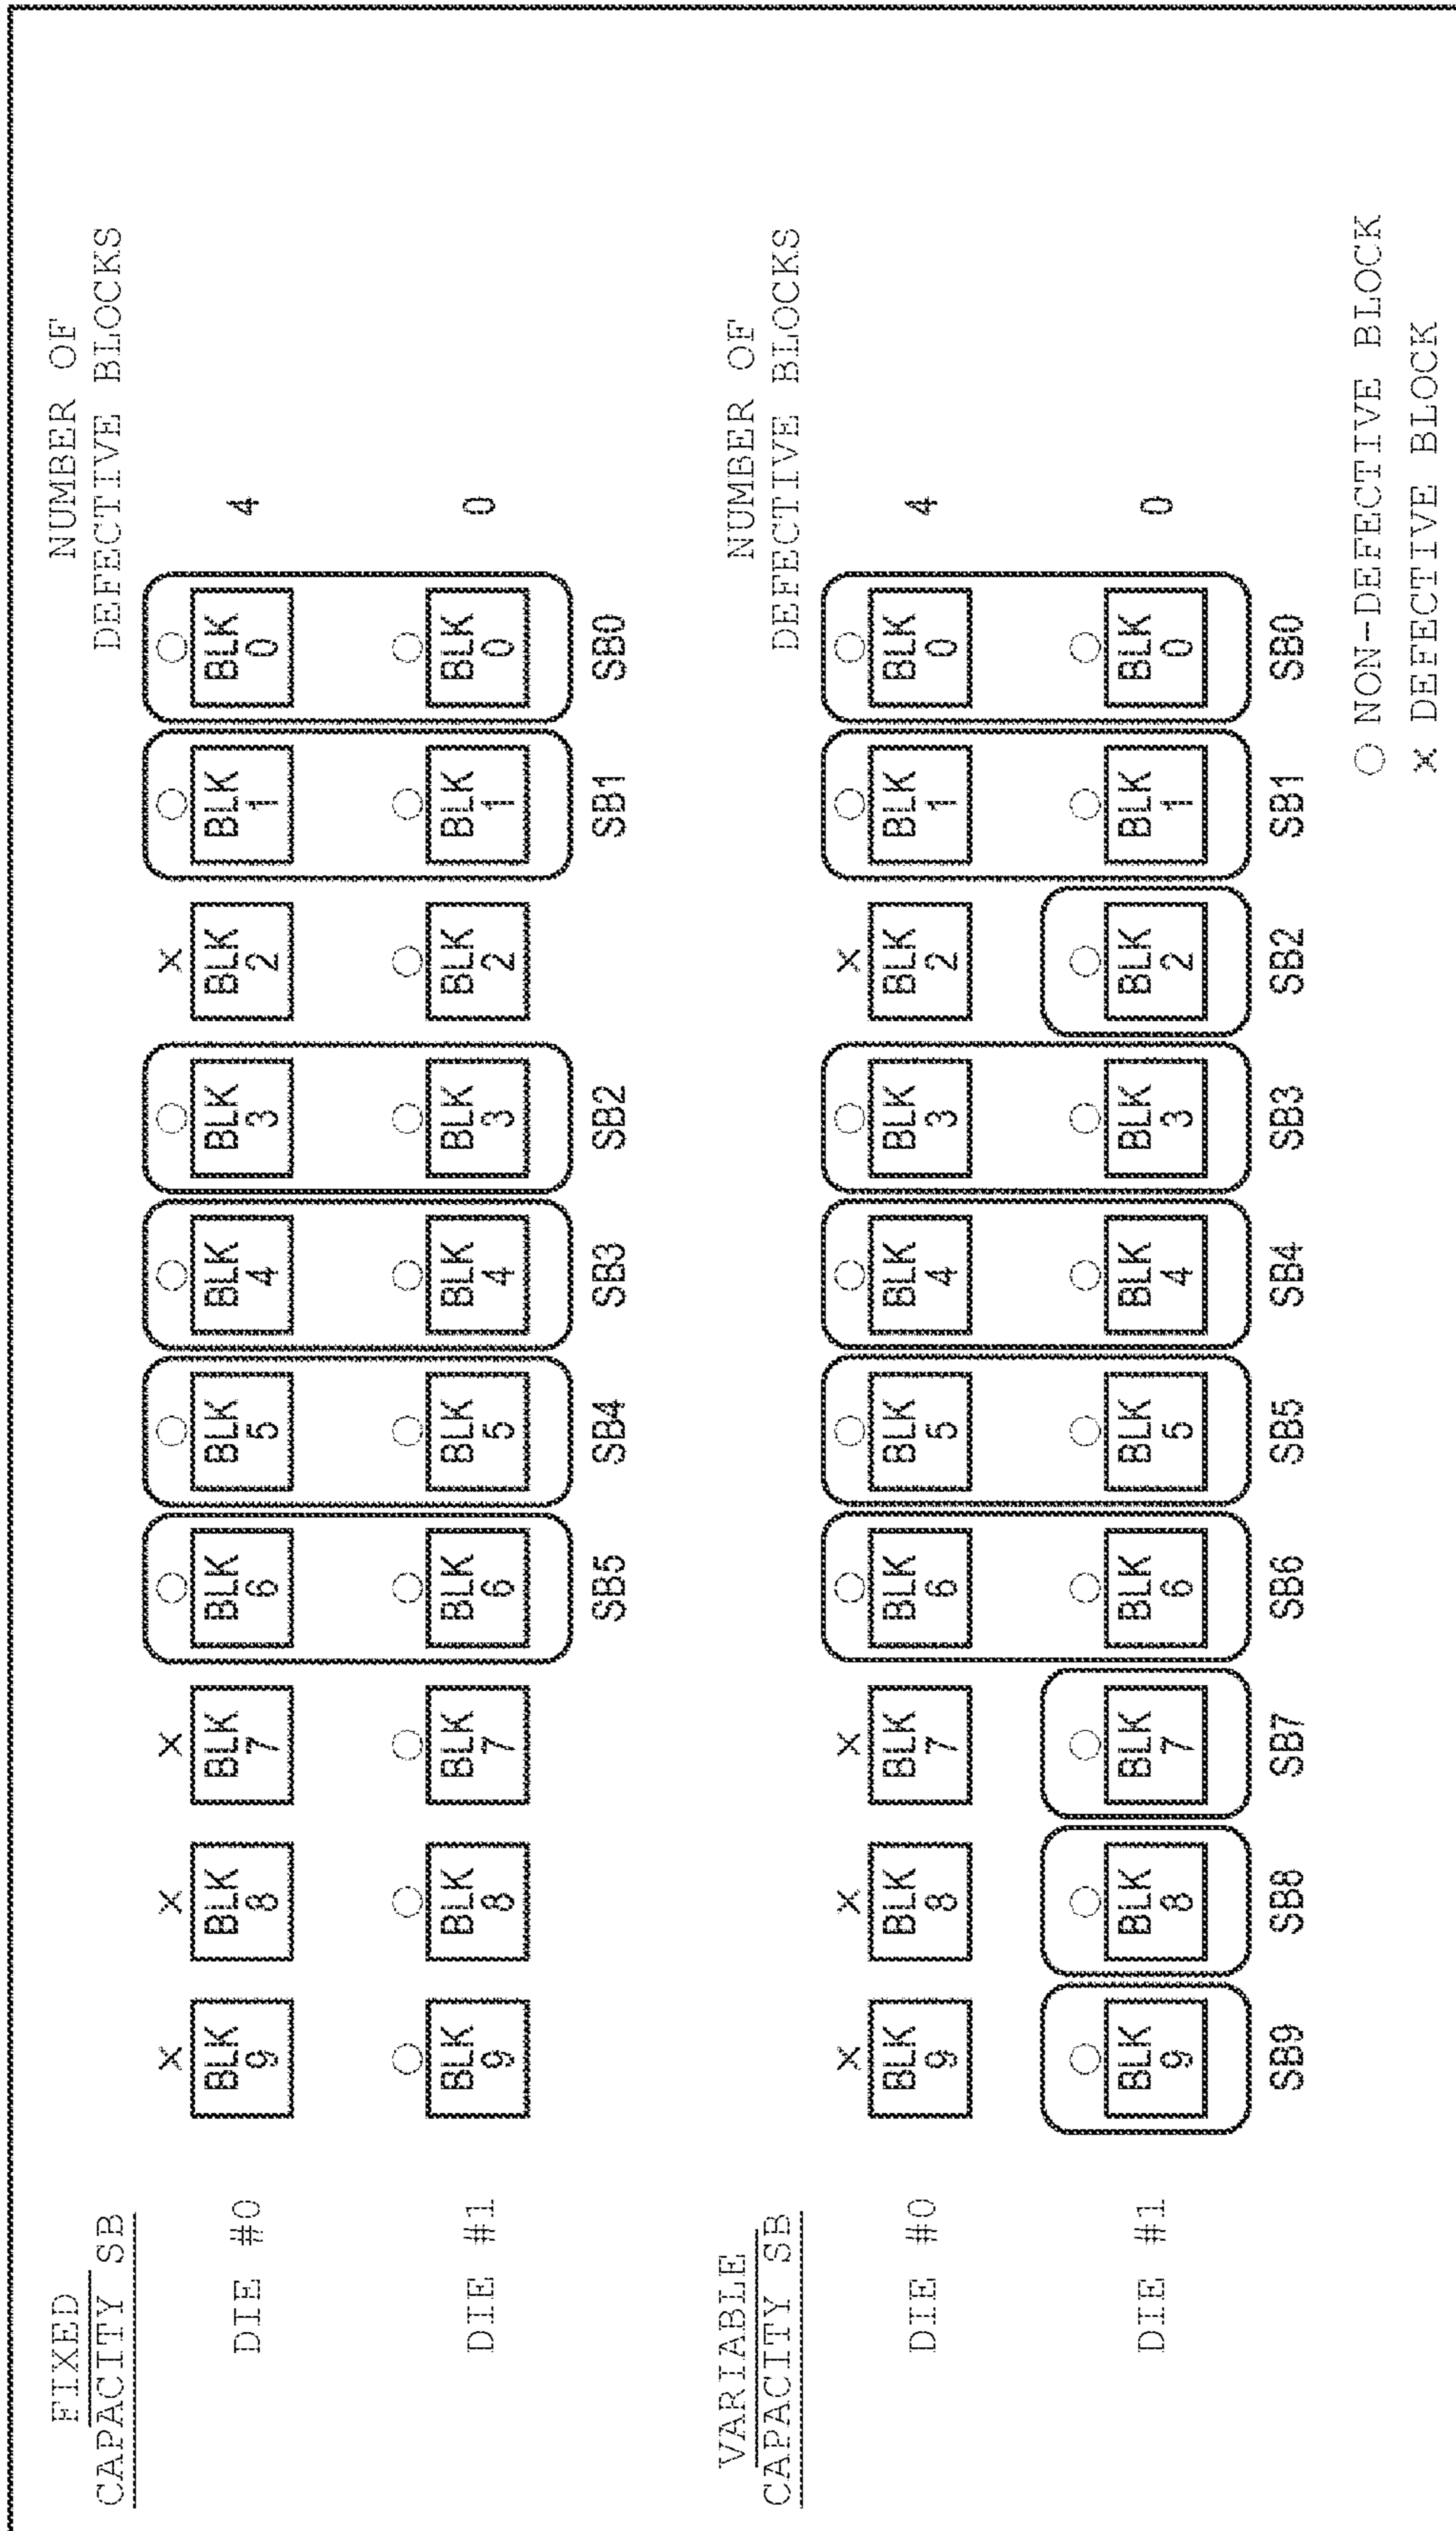 FIXED
CAPACITY SB
NUMBER OF
DEFECTIVE BLOCKS
× × × ○ ○ ○ ○ × ○ ○
DIE #0 BLK 9 BLK 8 BLK 7 BLK 6 BLK 5 BLK 4 BLK 3 BLK 2 BLK 1 BLK 0 4
○ ○ ○ ○ ○ ○ ○ ○ ○ ○
DIE #1 BLK 9 BLK 8 BLK 7 BLK 6 BLK 5 BLK 4 BLK 3 BLK 2 BLK 1 BLK 0 0
SB5 SB4 SB3 SB2 SB1 SB0
VARIABLE
CAPACITY SB
NUMBER OF
DEFECTIVE BLOCKS
× × × ○ ○ ○ ○ × ○ ○
DIE #0 BLK 9 BLK 8 BLK 7 BLK 6 BLK 5 BLK 4 BLK 3 BLK 2 BLK 1 BLK 0 4
○ ○ ○ ○ ○ ○ ○ ○ ○ ○
DIE #1 BLK 9 BLK 8 BLK 7 BLK 6 BLK 5 BLK 4 BLK 3 BLK 2 BLK 1 BLK 0 0
SB9 SB8 SB7 SB6 SB5 SB4 SB3 SB2 SB1 SB0
○ NON-DEFECTIVE BLOCK
× DEFECTIVE BLOCK